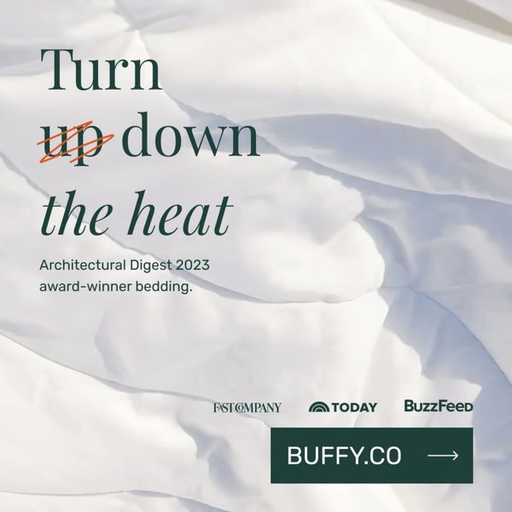 Turn
up down
the heat
Architectural Digest 2023
award-winner bedding.
FAST COMPANY TODAY BuzzFeed
BUFFY.CO